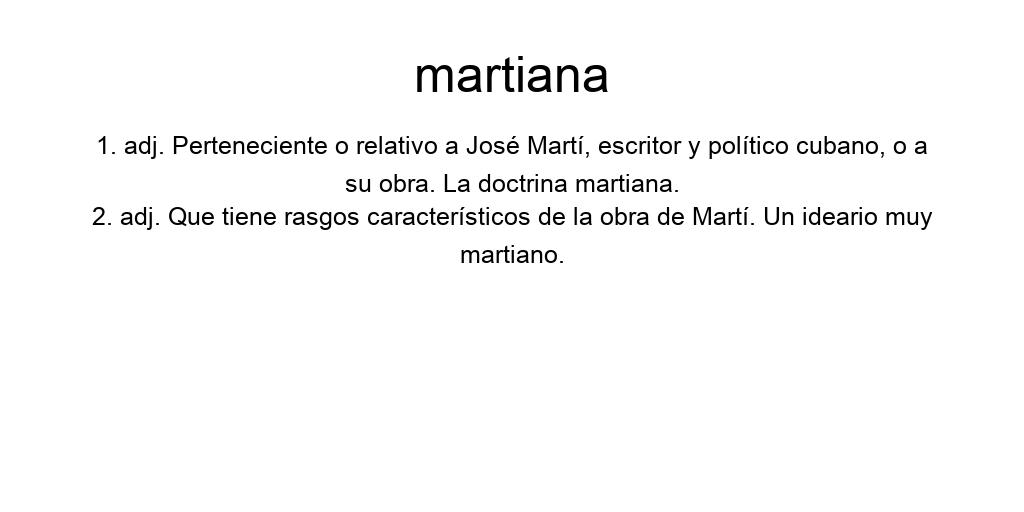 martiana
1. adj. Perteneciente o relativo a José Martí, escritor y político cubano, o a
su obra. La doctrina martiana.
2. adj. Que tiene rasgos característicos de la obra de Martí. Un ideario muy
martiano.